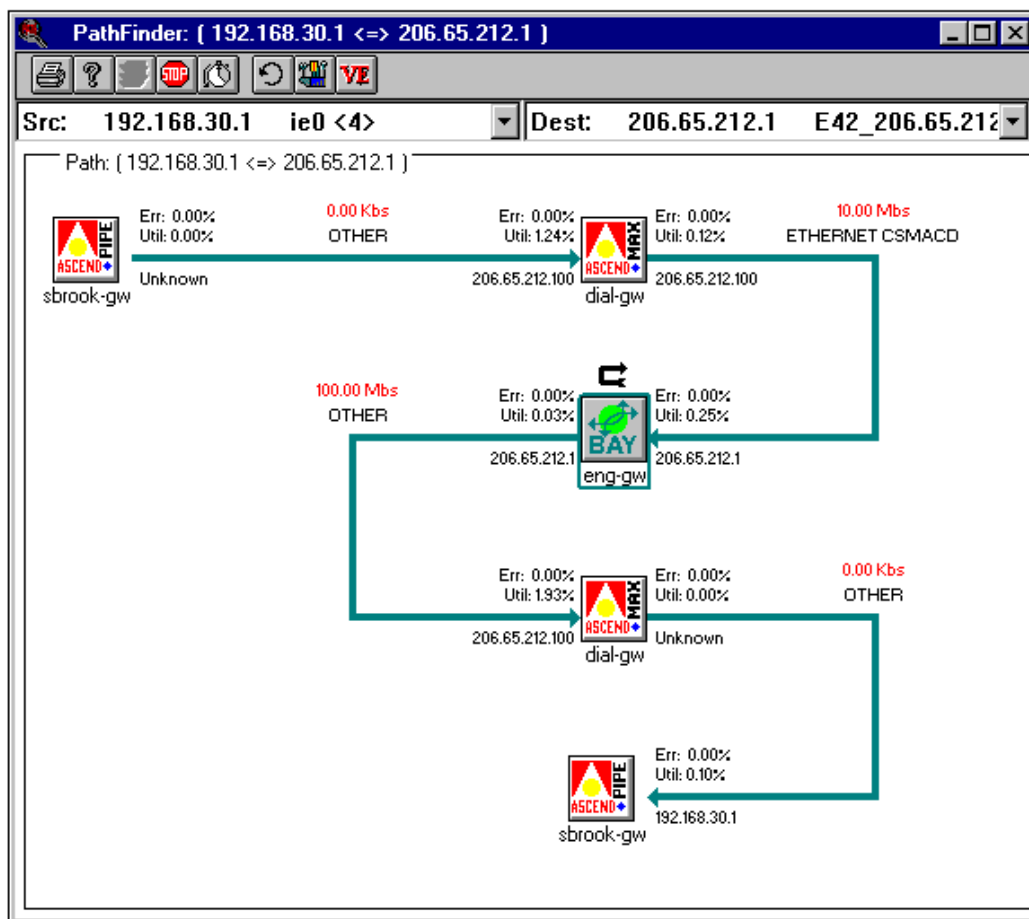 PathFinder: ( 192.168.30.1 <=> 206.65.212.1 )
? STOP VE
Src: 192.168.30.1 ie0 <4> Dest: 206.65.212.1 E42_206.65.212
Path: ( 192.168.30.1 <=> 206.65.212.1 )
Err: 0.00% 0.00 Kbs Err: 0.00% Err: 0.00% 10.00 Mbs
Util: 0.00% OTHER Util: 1.24% Util: 0.12% ETHERNET CSMACD
ASCEND PIPE ASCEND MAX
Unknown 206.65.212.100 206.65.212.100
sbrook-gw dial-gw
100.00 Mbs Err: 0.00% Err: 0.00%
OTHER Util: 0.03% Util: 0.25%
BAY
206.65.212.1 206.65.212.1
eng-gw
Err: 0.00% Err: 0.00% 0.00 Kbs
Util: 1.93% Util: 0.00% OTHER
ASCEND MAX
206.65.212.100 Unknown
dial-gw
Err: 0.00%
Util: 0.10%
ASCEND PIPE
192.168.30.1
sbrook-gw